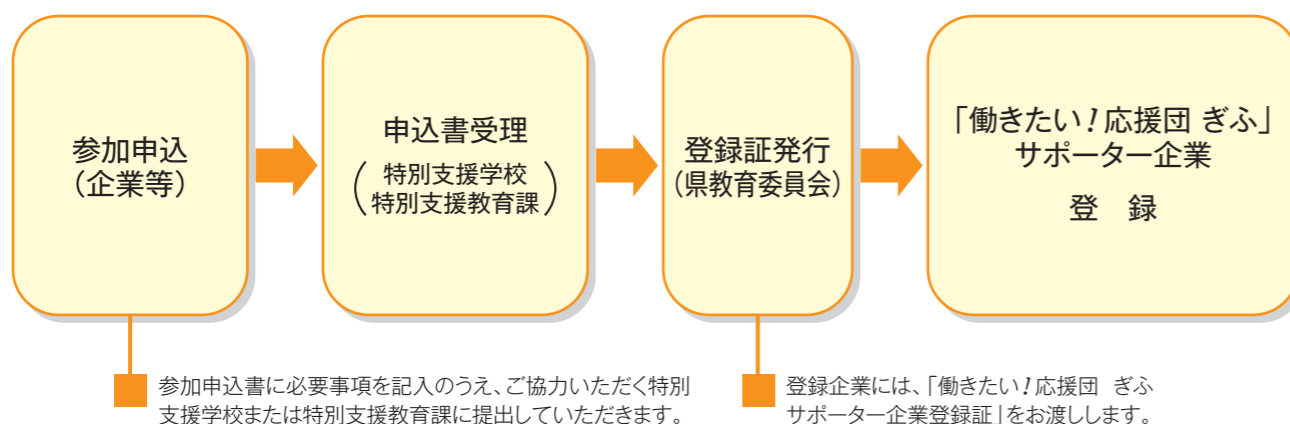 参加申込
（企業等）
申込書受理
（特別支援学校
特別支援教育課）
登録証発行
（県教育委員会）
「働きたい！応援団 ぎふ」
サポーター企業
登　録
参加申込書に必要事項を記入のうえ、ご協力いただく特別
支援学校または特別支援教育課に提出していただきます。
登録企業には、「働きたい！応援団　ぎふ
サポーター企業登録証」をお渡しします。